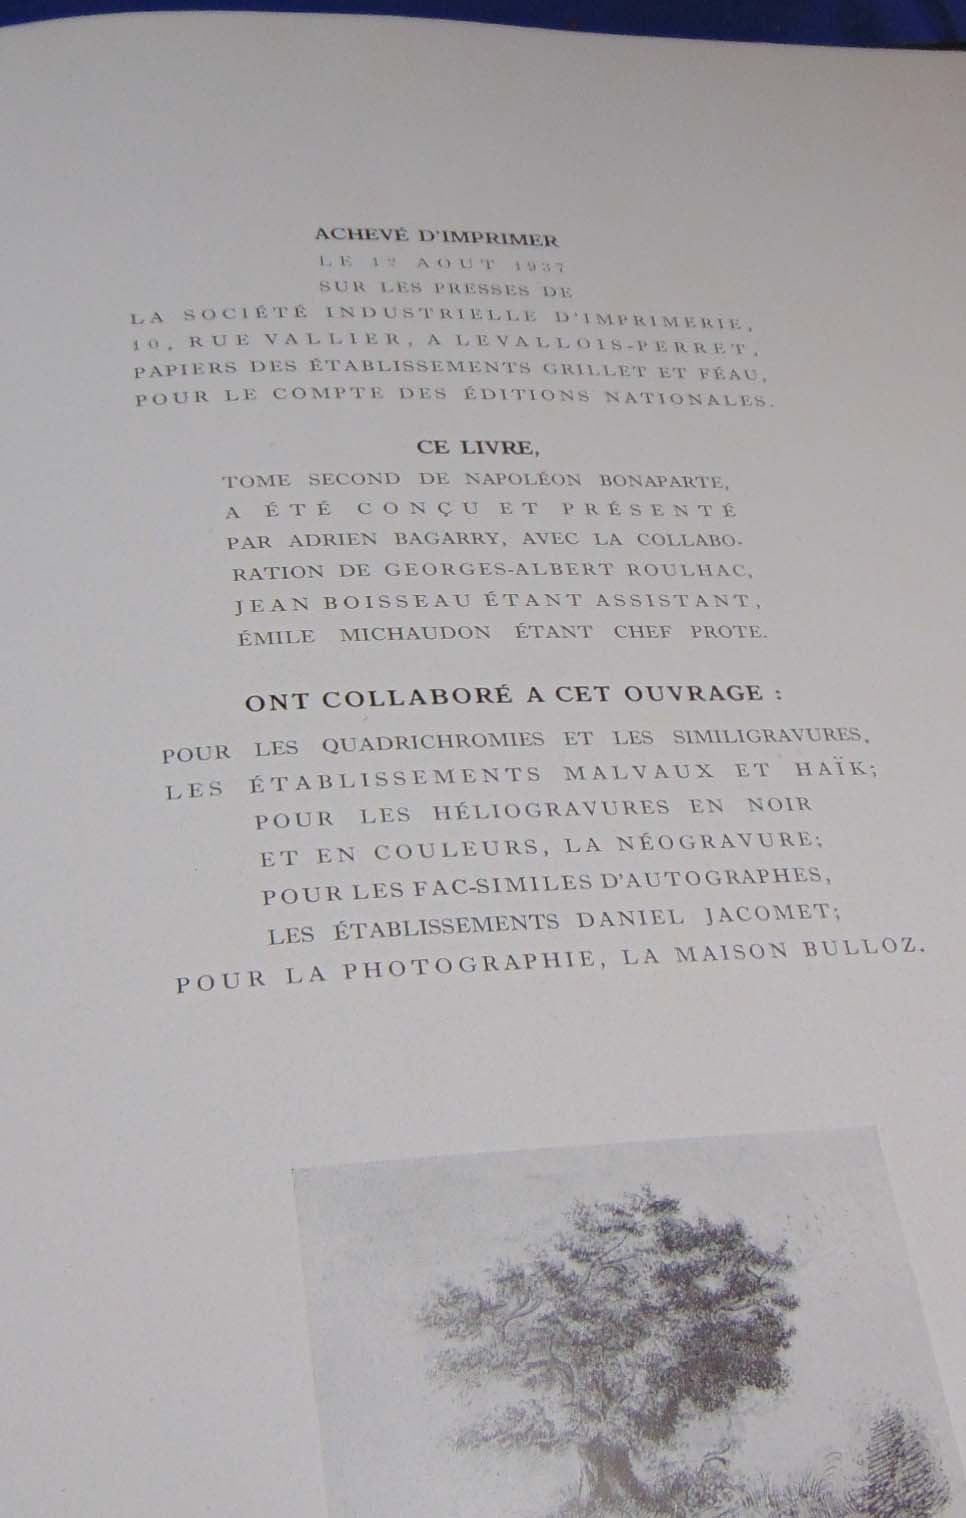 ACHEVÉ D'IMPRIMER
LE 12 AOUT 1937
SUR LES PRESSES DE
LA SOCIÉTÉ INDUSTRIELLE D'IMPRIMERIE,
10, RUE VALLIER, A LEVALLOIS-PERRET,
PAPIERS DES ÉTABLISSEMENTS GRILLET ET FÉAU,
POUR LE COMPTE DES ÉDITIONS NATIONALES.
CE LIVRE,
TOME SECOND DE NAPOLÉON BONAPARTE,
A ÉTÉ CONÇU ET PRÉSENTÉ
PAR ADRIEN BAGARRY, AVEC LA COLLABO-
RATION DE GEORGES-ALBERT ROULHAC,
JEAN BOISSEAU ÉTANT ASSISTANT,
ÉMILE MICHAUDON ÉTANT CHEF PROTE.
ONT COLLABORÉ A CET OUVRAGE :
POUR LES QUADRICHROMIES ET LES SIMILIGRAVURES,
LES ÉTABLISSEMENTS MALVAUX ET HAÏK;
POUR LES HÉLIOGRAVURES EN NOIR
ET EN COULEURS, LA NÉOGRAVURE;
POUR LES FAC-SIMILES D'AUTOGRAPHES,
LES ÉTABLISSEMENTS DANIEL JACOMET;
POUR LA PHOTOGRAPHIE, LA MAISON BULLOZ.